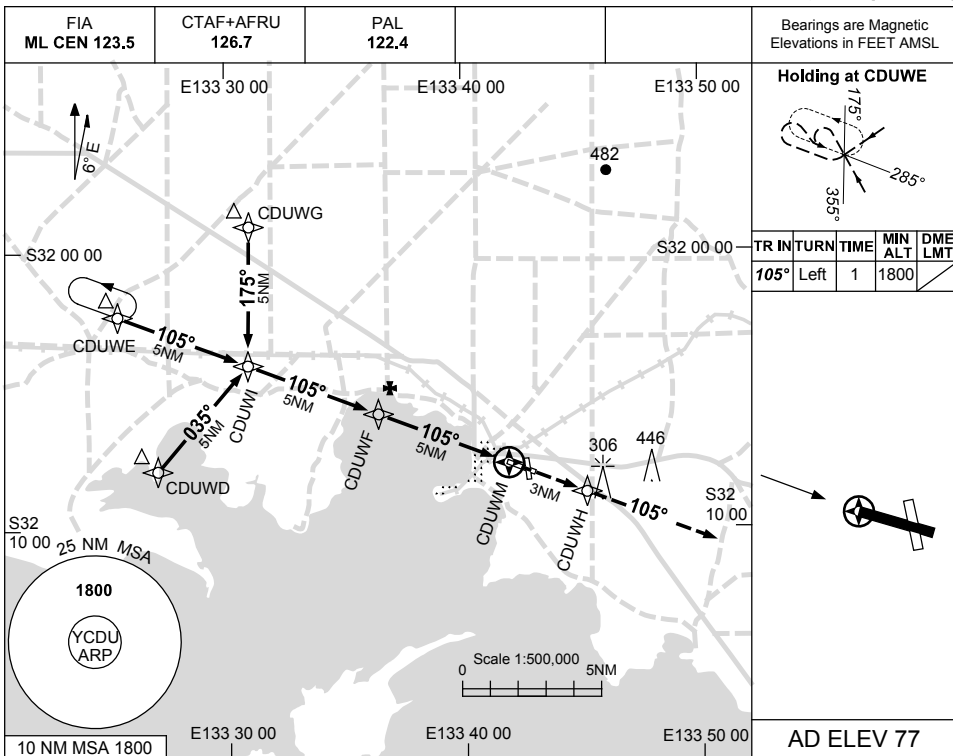 FIA
ML CEN 123.5
CTAF+AFRU
126.7
PAL
122.4
Bearings are Magnetic
Elevations in FEET AMSL
E133 30 00
E133 40 00
E133 50 00
6° E
482
CDUWG
S32 00 00
S32 00 00
175°
5NM
CDUWE
105°
5NM
CDUWI
105°
5NM
035°
5NM
CDUWD
CDUWF
105°
5NM
CDUWM
3NM
CDUWH
306
446
105°
S32
10 00
S32
10 00
25 NM MSA
1800
YCDU
ARP
Scale 1:500,000
0
5NM
10 NM MSA 1800
E133 30 00
E133 40 00
E133 50 00
Holding at CDUWE
175°
285°
355°
TR IN TURN TIME MIN ALT DME LMT
105° Left 1 1800
AD ELEV 77